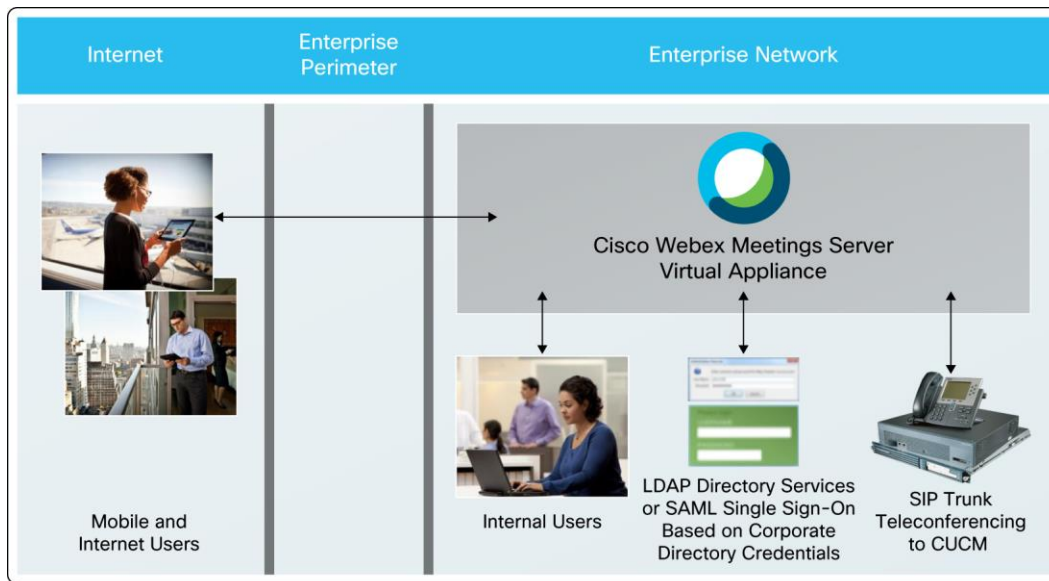 Internet
Enterprise
Perimeter
Enterprise Network
Cisco Webex Meetings Server
Virtual Appliance
Mobile and
Internet Users
Internal Users
LDAP Directory Services
or SAML Single Sign-On
Based on Corporate
Directory Credentials
SIP Trunk
Teleconferencing
to CUCM